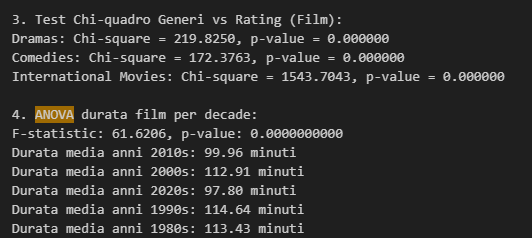 3. Test Chi-quadro Generi vs Rating (Film):
Dramas: Chi-square = 219.8250, p-value = 0.000000
Comedies: Chi-square = 172.3763, p-value = 0.000000
International Movies: Chi-square = 1543.7043, p-value = 0.000000
4. ANOVA durata film per decade:
F-statistic: 61.6206, p-value: 0.0000000000
Durata media anni 2010s: 99.96 minuti
Durata media anni 2000s: 112.91 minuti
Durata media anni 2020s: 97.80 minuti
Durata media anni 1990s: 114.64 minuti
Durata media anni 1980s: 113.43 minuti